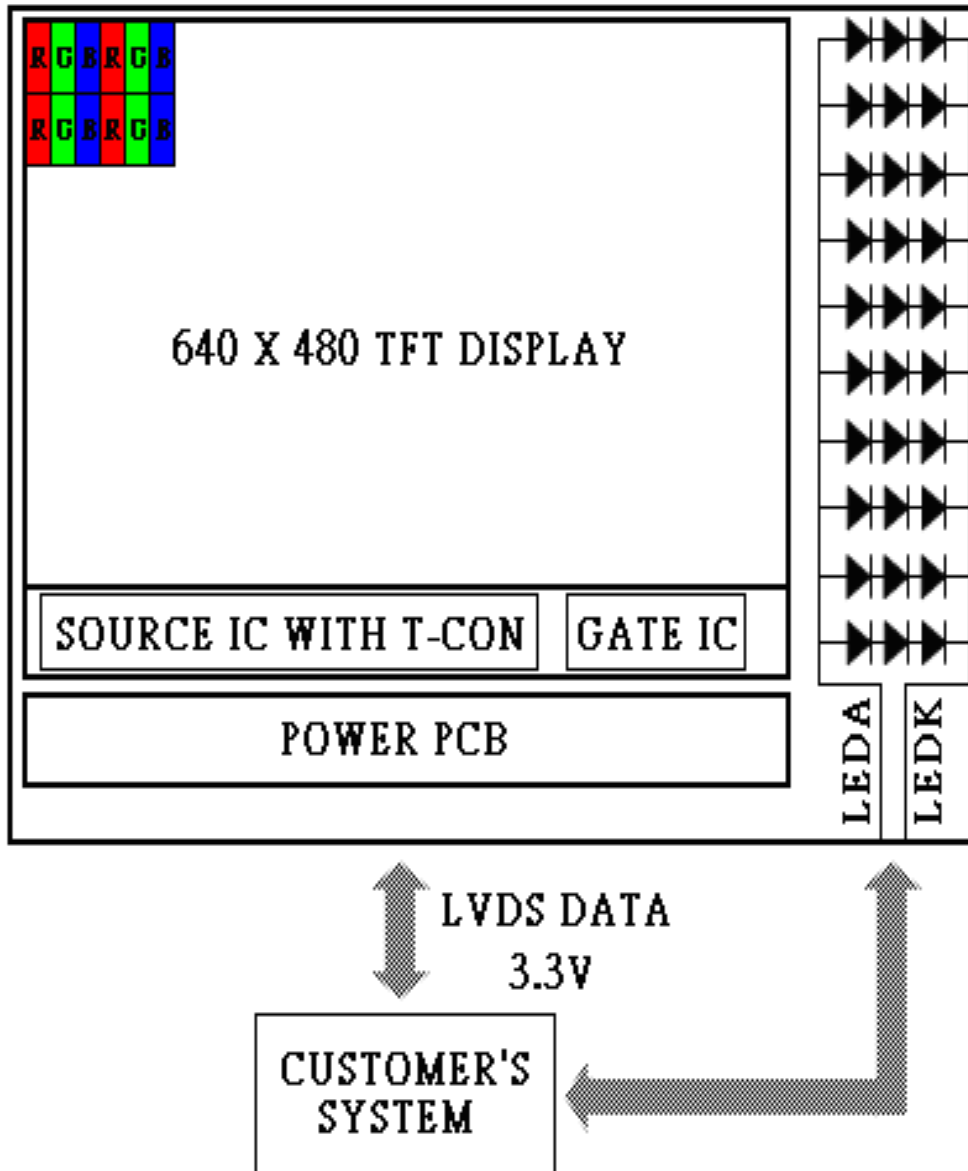 R G B R G B
R G B R G B
640 X 480 TFT DISPLAY
SOURCE IC WITH T-CON
GATE IC
POWER PCB
LEDA
LEDK
LVDS DATA
3.3V
CUSTOMER'S
SYSTEM